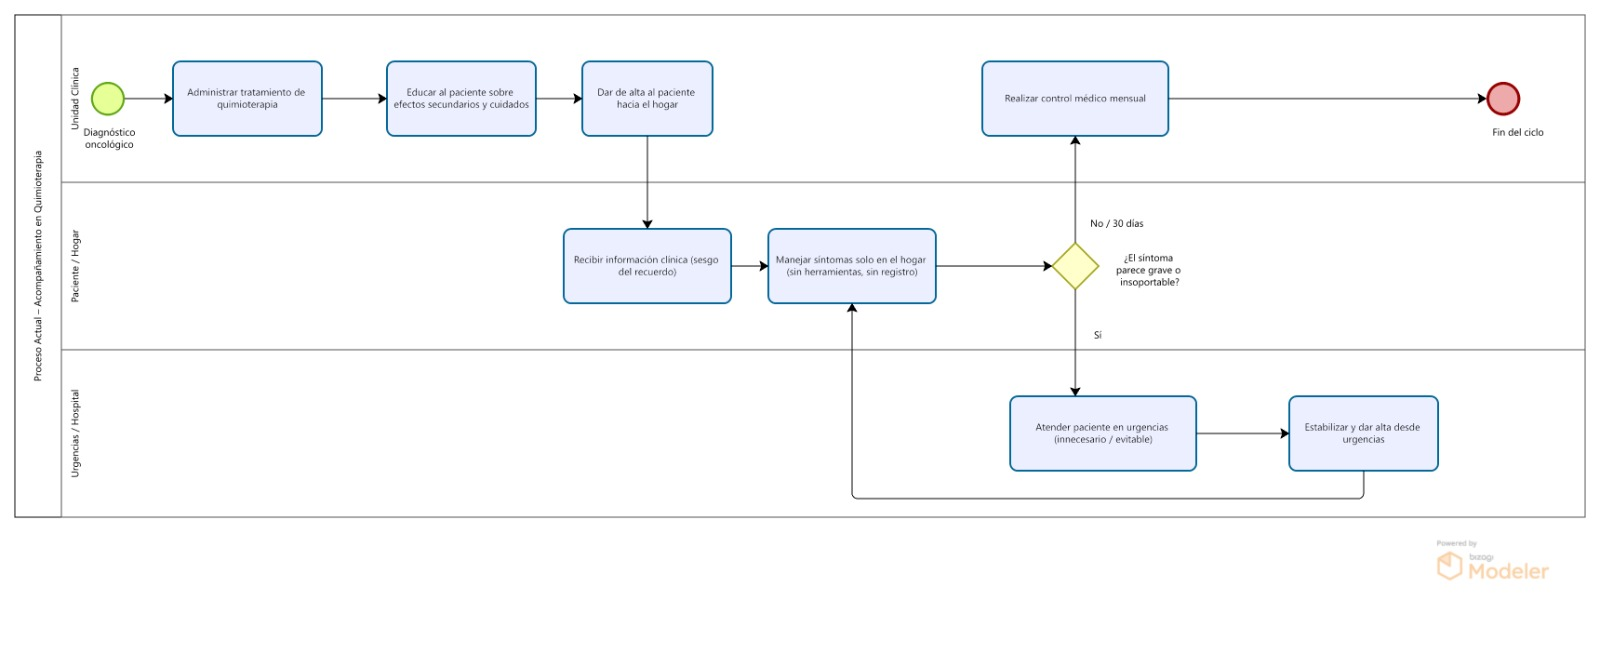 Proceso Actual – Acompañamiento en Quimioterapia
Unidad Clínica
Diagnóstico
oncológico
Administrar tratamiento de
quimioterapia
Educar al paciente sobre
efectos secundarios y cuidados
Dar de alta al paciente
hacia el hogar
Realizar control médico mensual
Fin del ciclo
Paciente / Hogar
Recibir información clínica (sesgo
del recuerdo)
Manejar síntomas solo en el hogar
(sin herramientas, sin registro)
No / 30 días
¿El síntoma
parece grave o
insoportable?
Sí
Urgencias / Hospital
Atender paciente en urgencias
(innecesario / evitable)
Estabilizar y dar alta desde
urgencias
Powered by
bizagi
Modeler